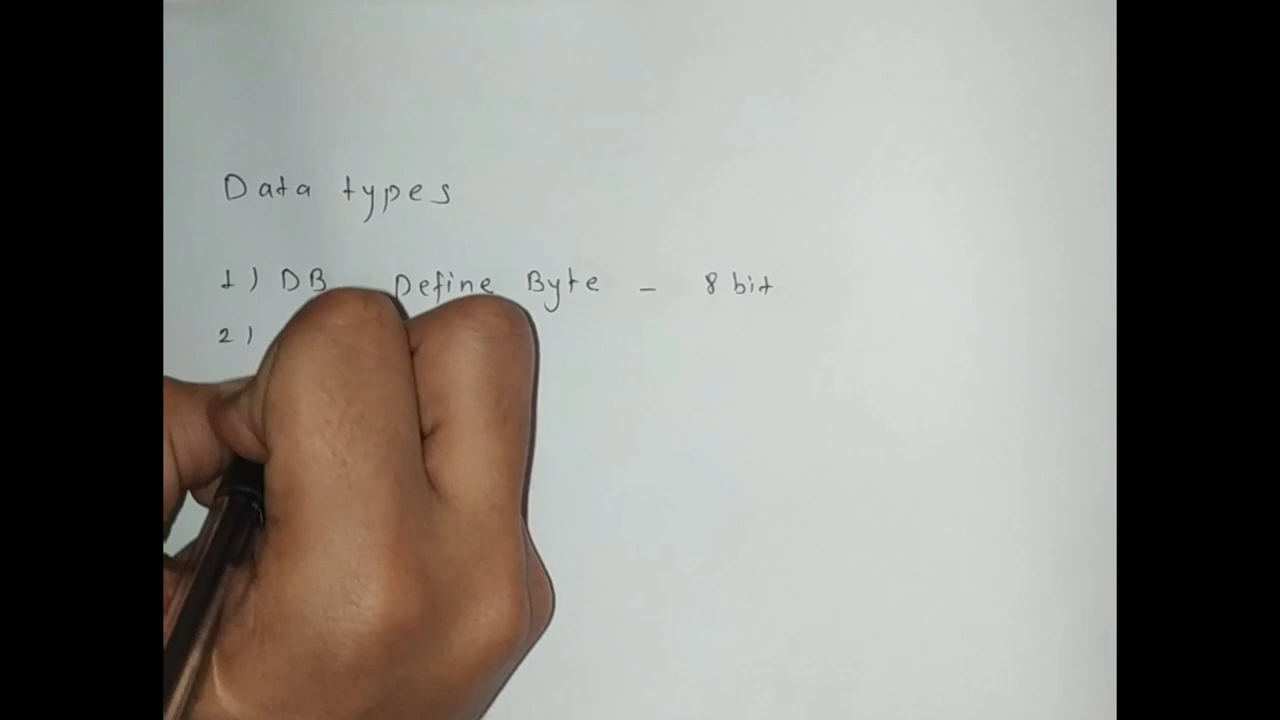 Data types
1) DB Define Byte - 8 bit
2)